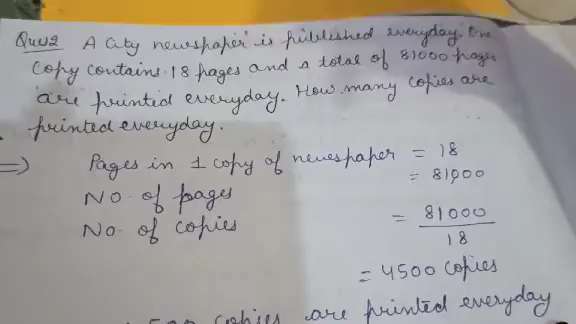 Ques 2 A City newspaper is published everyday. One
copy contains 18 pages and a total of 81000 pages
are printed everyday. How many copies are
printed everyday.
=> Pages in 1 copy of newspaper = 18
No. of pages = 81000
No. of copies = 81000/18
= 4500 copies
copies are printed everyday